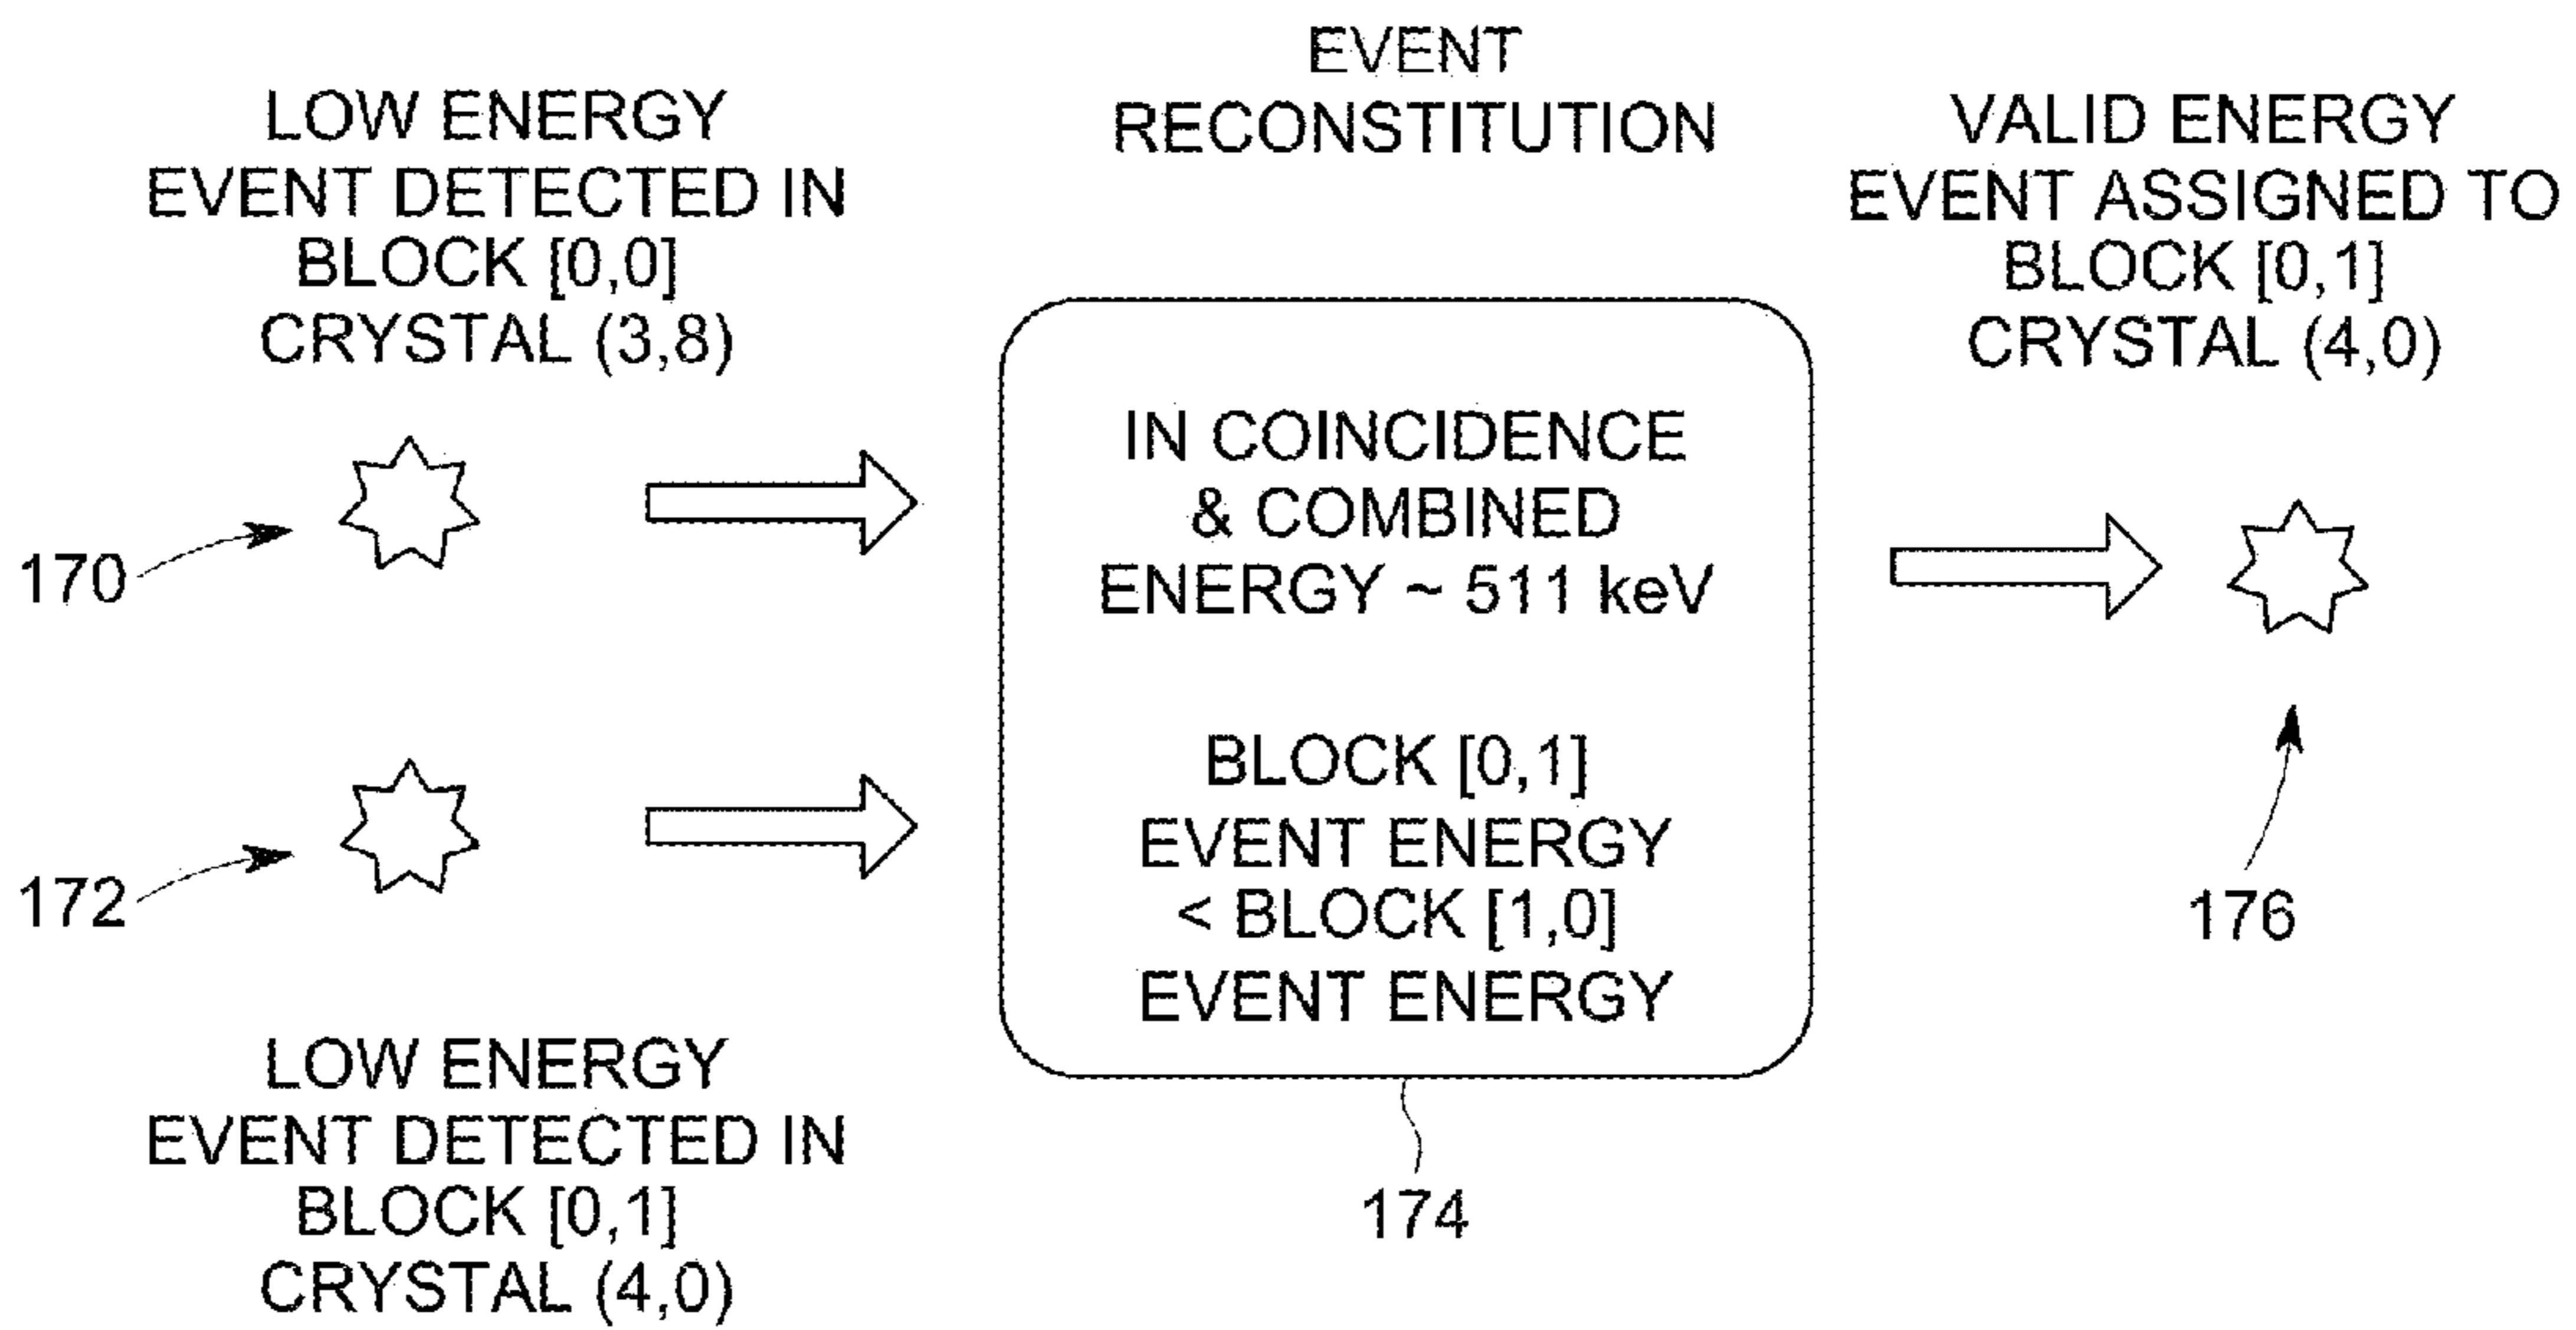 LOW ENERGY
EVENT DETECTED IN
BLOCK [0,0]
CRYSTAL (3,8)
170
172
LOW ENERGY
EVENT DETECTED IN
BLOCK [0,1]
CRYSTAL (4,0)
EVENT
RECONSTITUTION
IN COINCIDENCE
& COMBINED
ENERGY ~ 511 keV
BLOCK [0,1]
EVENT ENERGY
< BLOCK [1,0]
EVENT ENERGY
174
VALID ENERGY
EVENT ASSIGNED TO
BLOCK [0,1]
CRYSTAL (4,0)
176